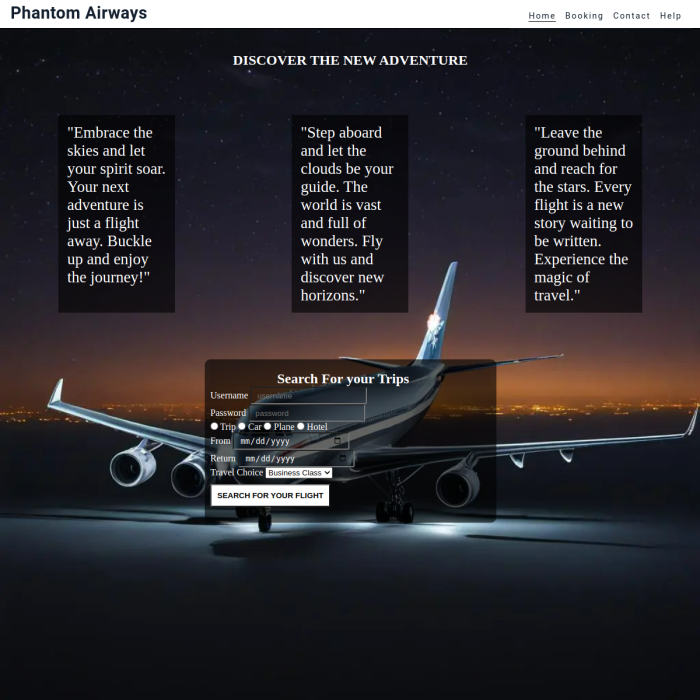 Phantom Airways
Home Booking Contact Help
DISCOVER THE NEW ADVENTURE
"Embrace the
skies and let
your spirit soar.
Your next
adventure is
just a flight
away. Buckle
up and enjoy
the journey!"
"Step aboard
and let the
clouds be your
guide. The
world is vast
and full of
wonders. Fly
with us and
discover new
horizons."
"Leave the
ground behind
and reach for
the stars. Every
flight is a new
story waiting to
be written.
Experience the
magic of
travel."
Search For your Trips
Username username
Password password
Trip Car Plane Hotel
From mm/dd/yyyy
Return mm/dd/yyyy
Travel Choice Business Class
SEARCH FOR YOUR FLIGHT